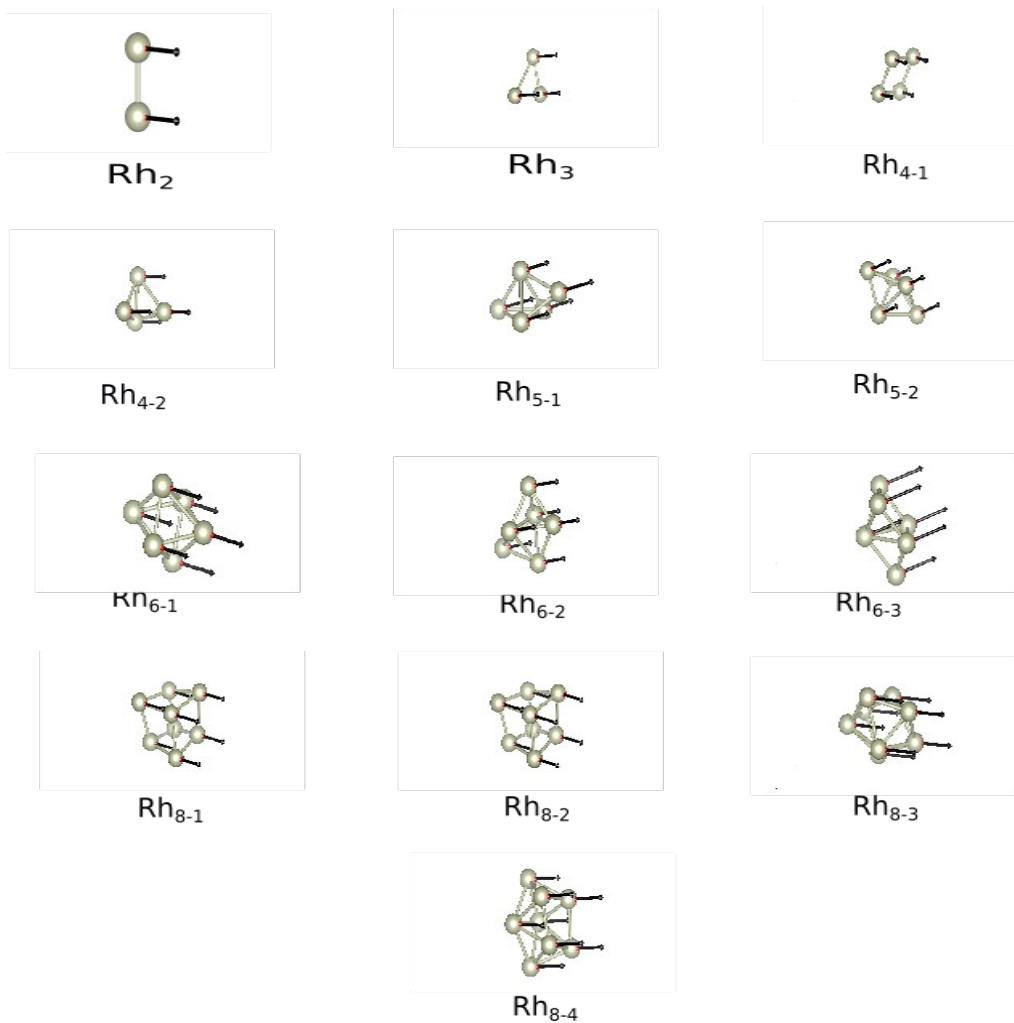 Rh₂
Rh₃
Rh₄₋₁
Rh₄₋₂
Rh₅₋₁
Rh₅₋₂
Rh₆₋₁
Rh₆₋₂
Rh₆₋₃
Rh₈₋₁
Rh₈₋₂
Rh₈₋₃
Rh₈₋₄